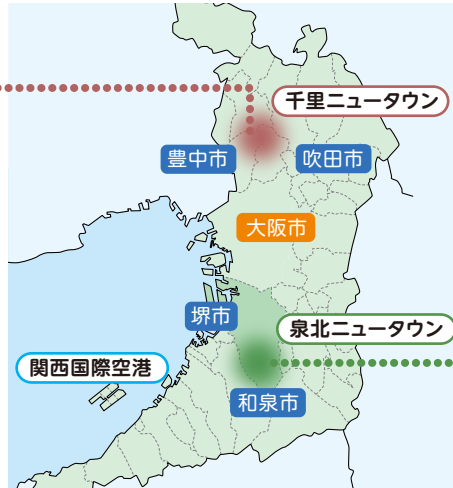 千里ニュータウン
豊中市
吹田市
大阪市
堺市
泉北ニュータウン
関西国際空港
和泉市